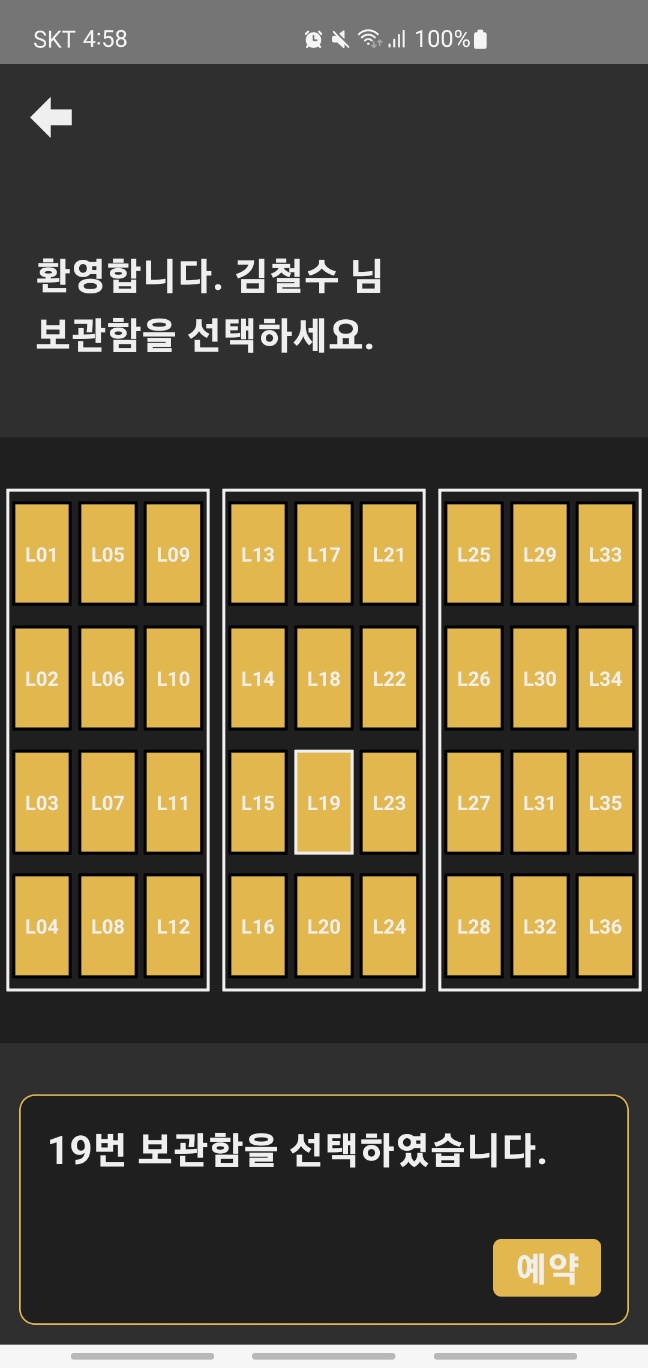 SKT 4:58 100%
환영합니다. 김철수 님
보관함을 선택하세요.
L01 L05 L09 L13 L17 L21 L25 L29 L33
L02 L06 L10 L14 L18 L22 L26 L30 L34
L03 L07 L11 L15 L19 L23 L27 L31 L35
L04 L08 L12 L16 L20 L24 L28 L32 L36
19번 보관함을 선택하였습니다.
예약